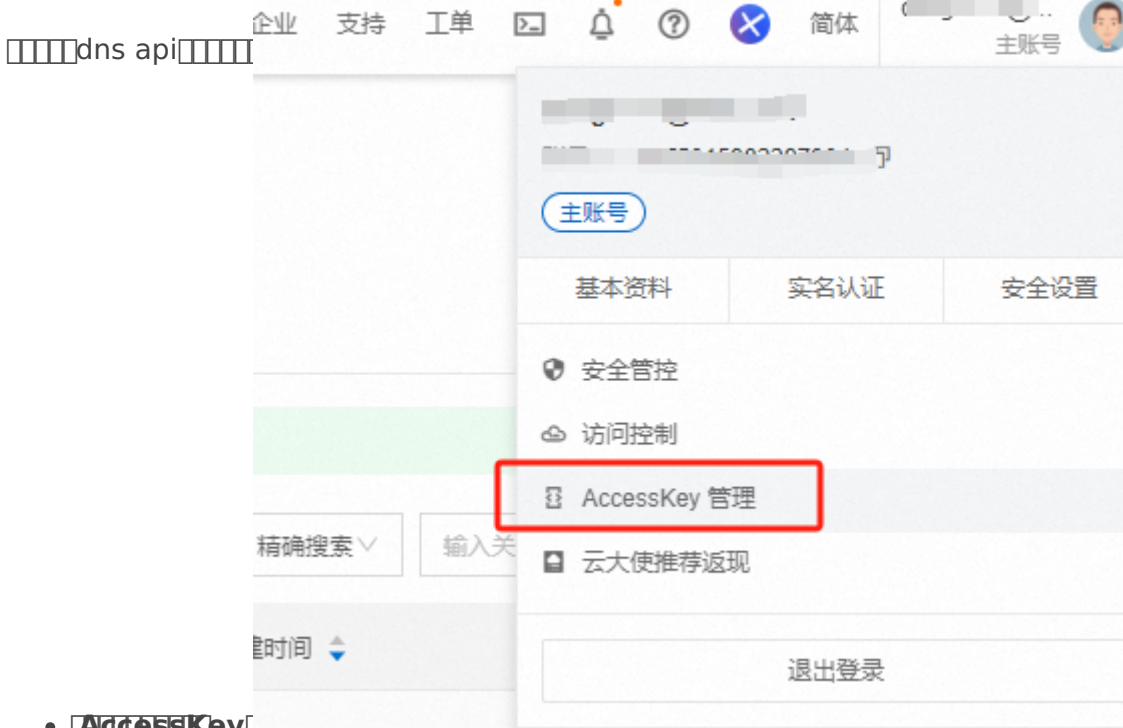 企业 支持 工单 简体
主账号
dns api
主账号
基本资料 实名认证 安全设置
安全管控
访问控制
AccessKey 管理
精确搜索 输入关
云大使推荐返现
建时间
退出登录
AccessKey